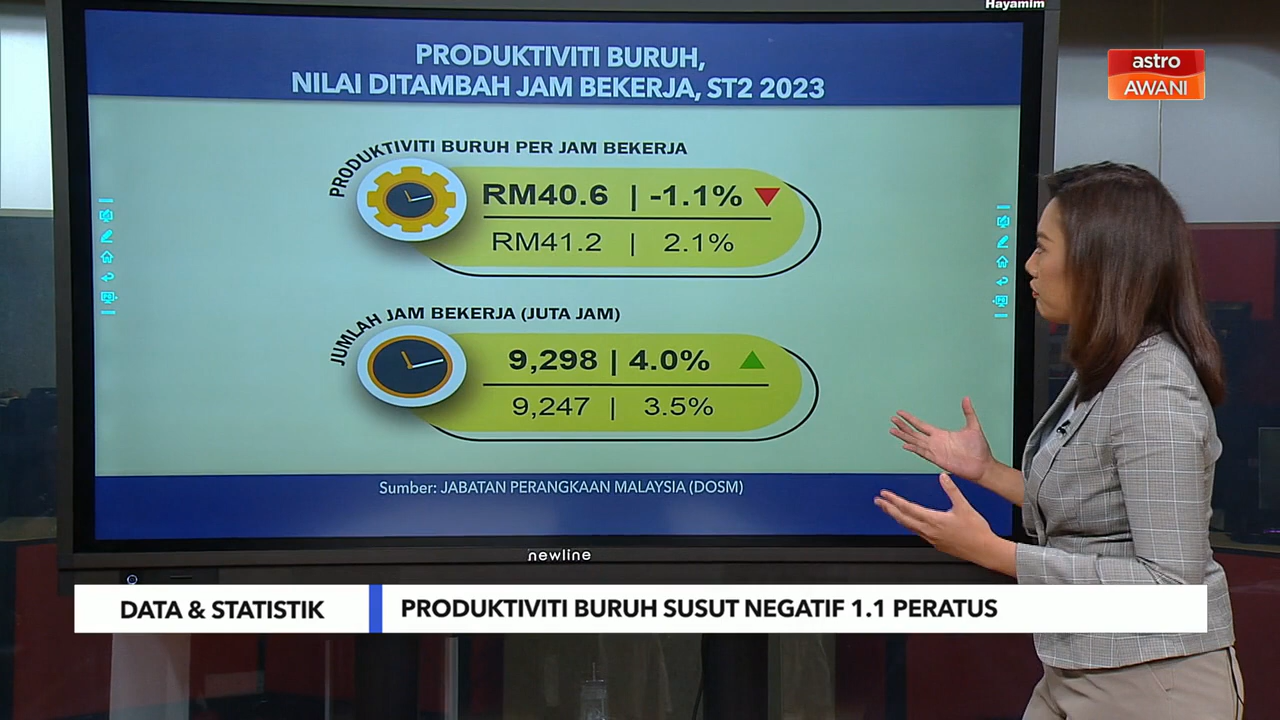 Hayamim
PRODUKTIVITI BURUH,
NILAI DITAMBAH JAM BEKERJA, ST2 2023
astro
AWANI
PRODUKTIVITI BURUH PER JAM BEKERJA
RM40.6 | -1.1%
RM41.2 | 2.1%
JUMLAH JAM BEKERJA (JUTA JAM)
9,298 | 4.0%
9,247 | 3.5%
Sumber: JABATAN PERANGKAAN MALAYSIA (DOSM)
newline
DATA & STATISTIK
PRODUKTIVITI BURUH SUSUT NEGATIF 1.1 PERATUS